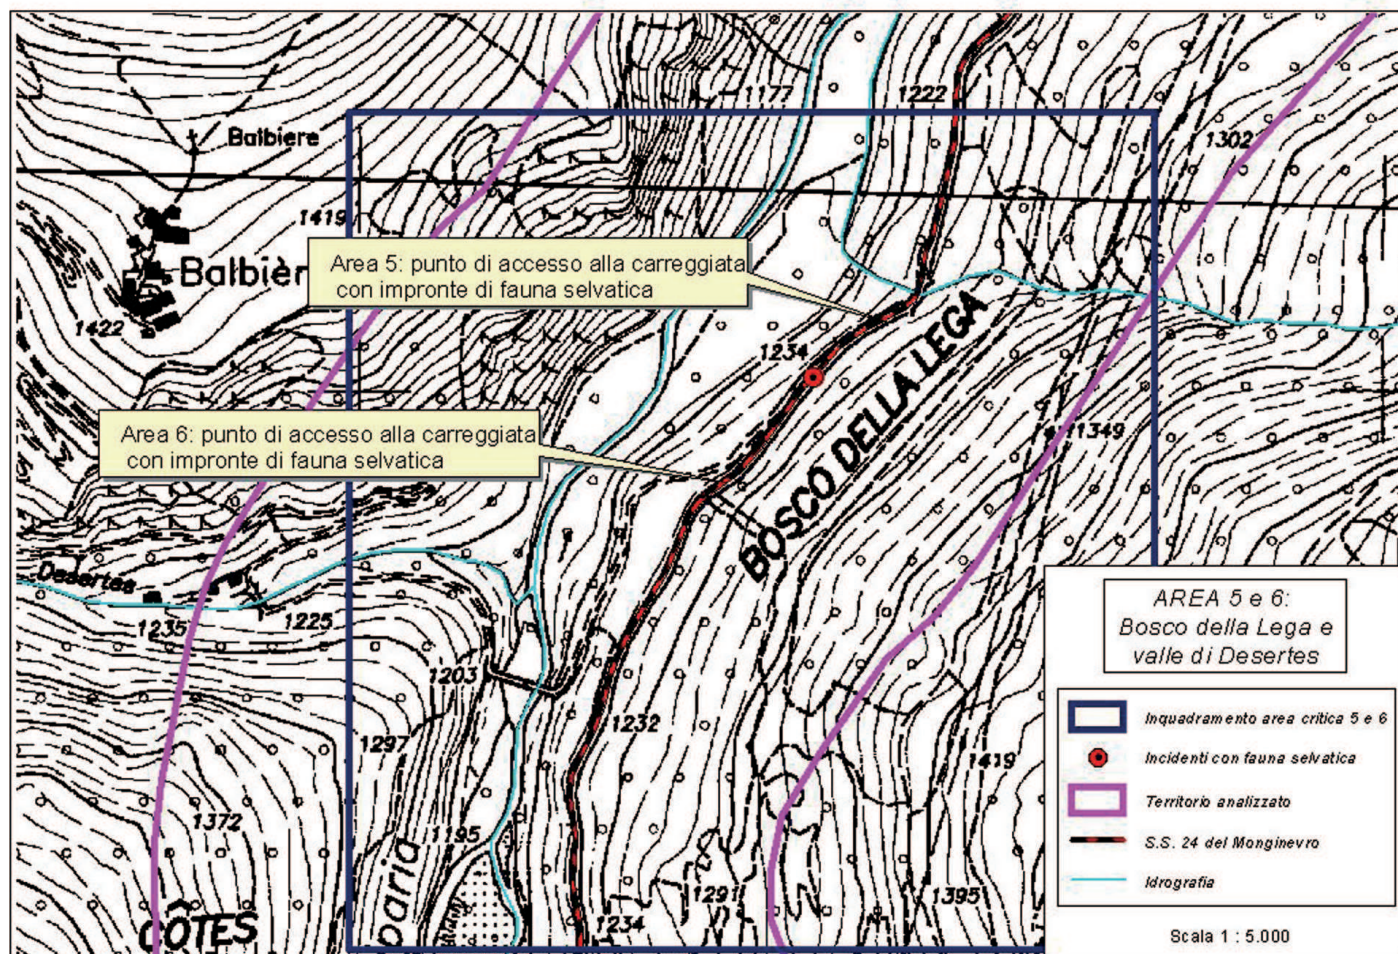 1177
1222
Balbiere
1302
1419
Area 5: punto di accesso alla carreggiata
con impronte di fauna selvatica
Balbièr
1422
1234
BOSCO DELLA LEGA
Area 6: punto di accesso alla carreggiata
con impronte di fauna selvatica
1349
Desertes
1235
1225
1203
1232
1297
1419
1372
1195
paria
1291
1395
1234
CÔTES
AREA 5 e 6:
Bosco della Lega e
valle di Desertes
Inquadramento area critica 5 e 6
Incidenti con fauna selvatica
Territorio analizzato
S.S. 24 del Monginevro
Idrografia
Scala 1 : 5.000